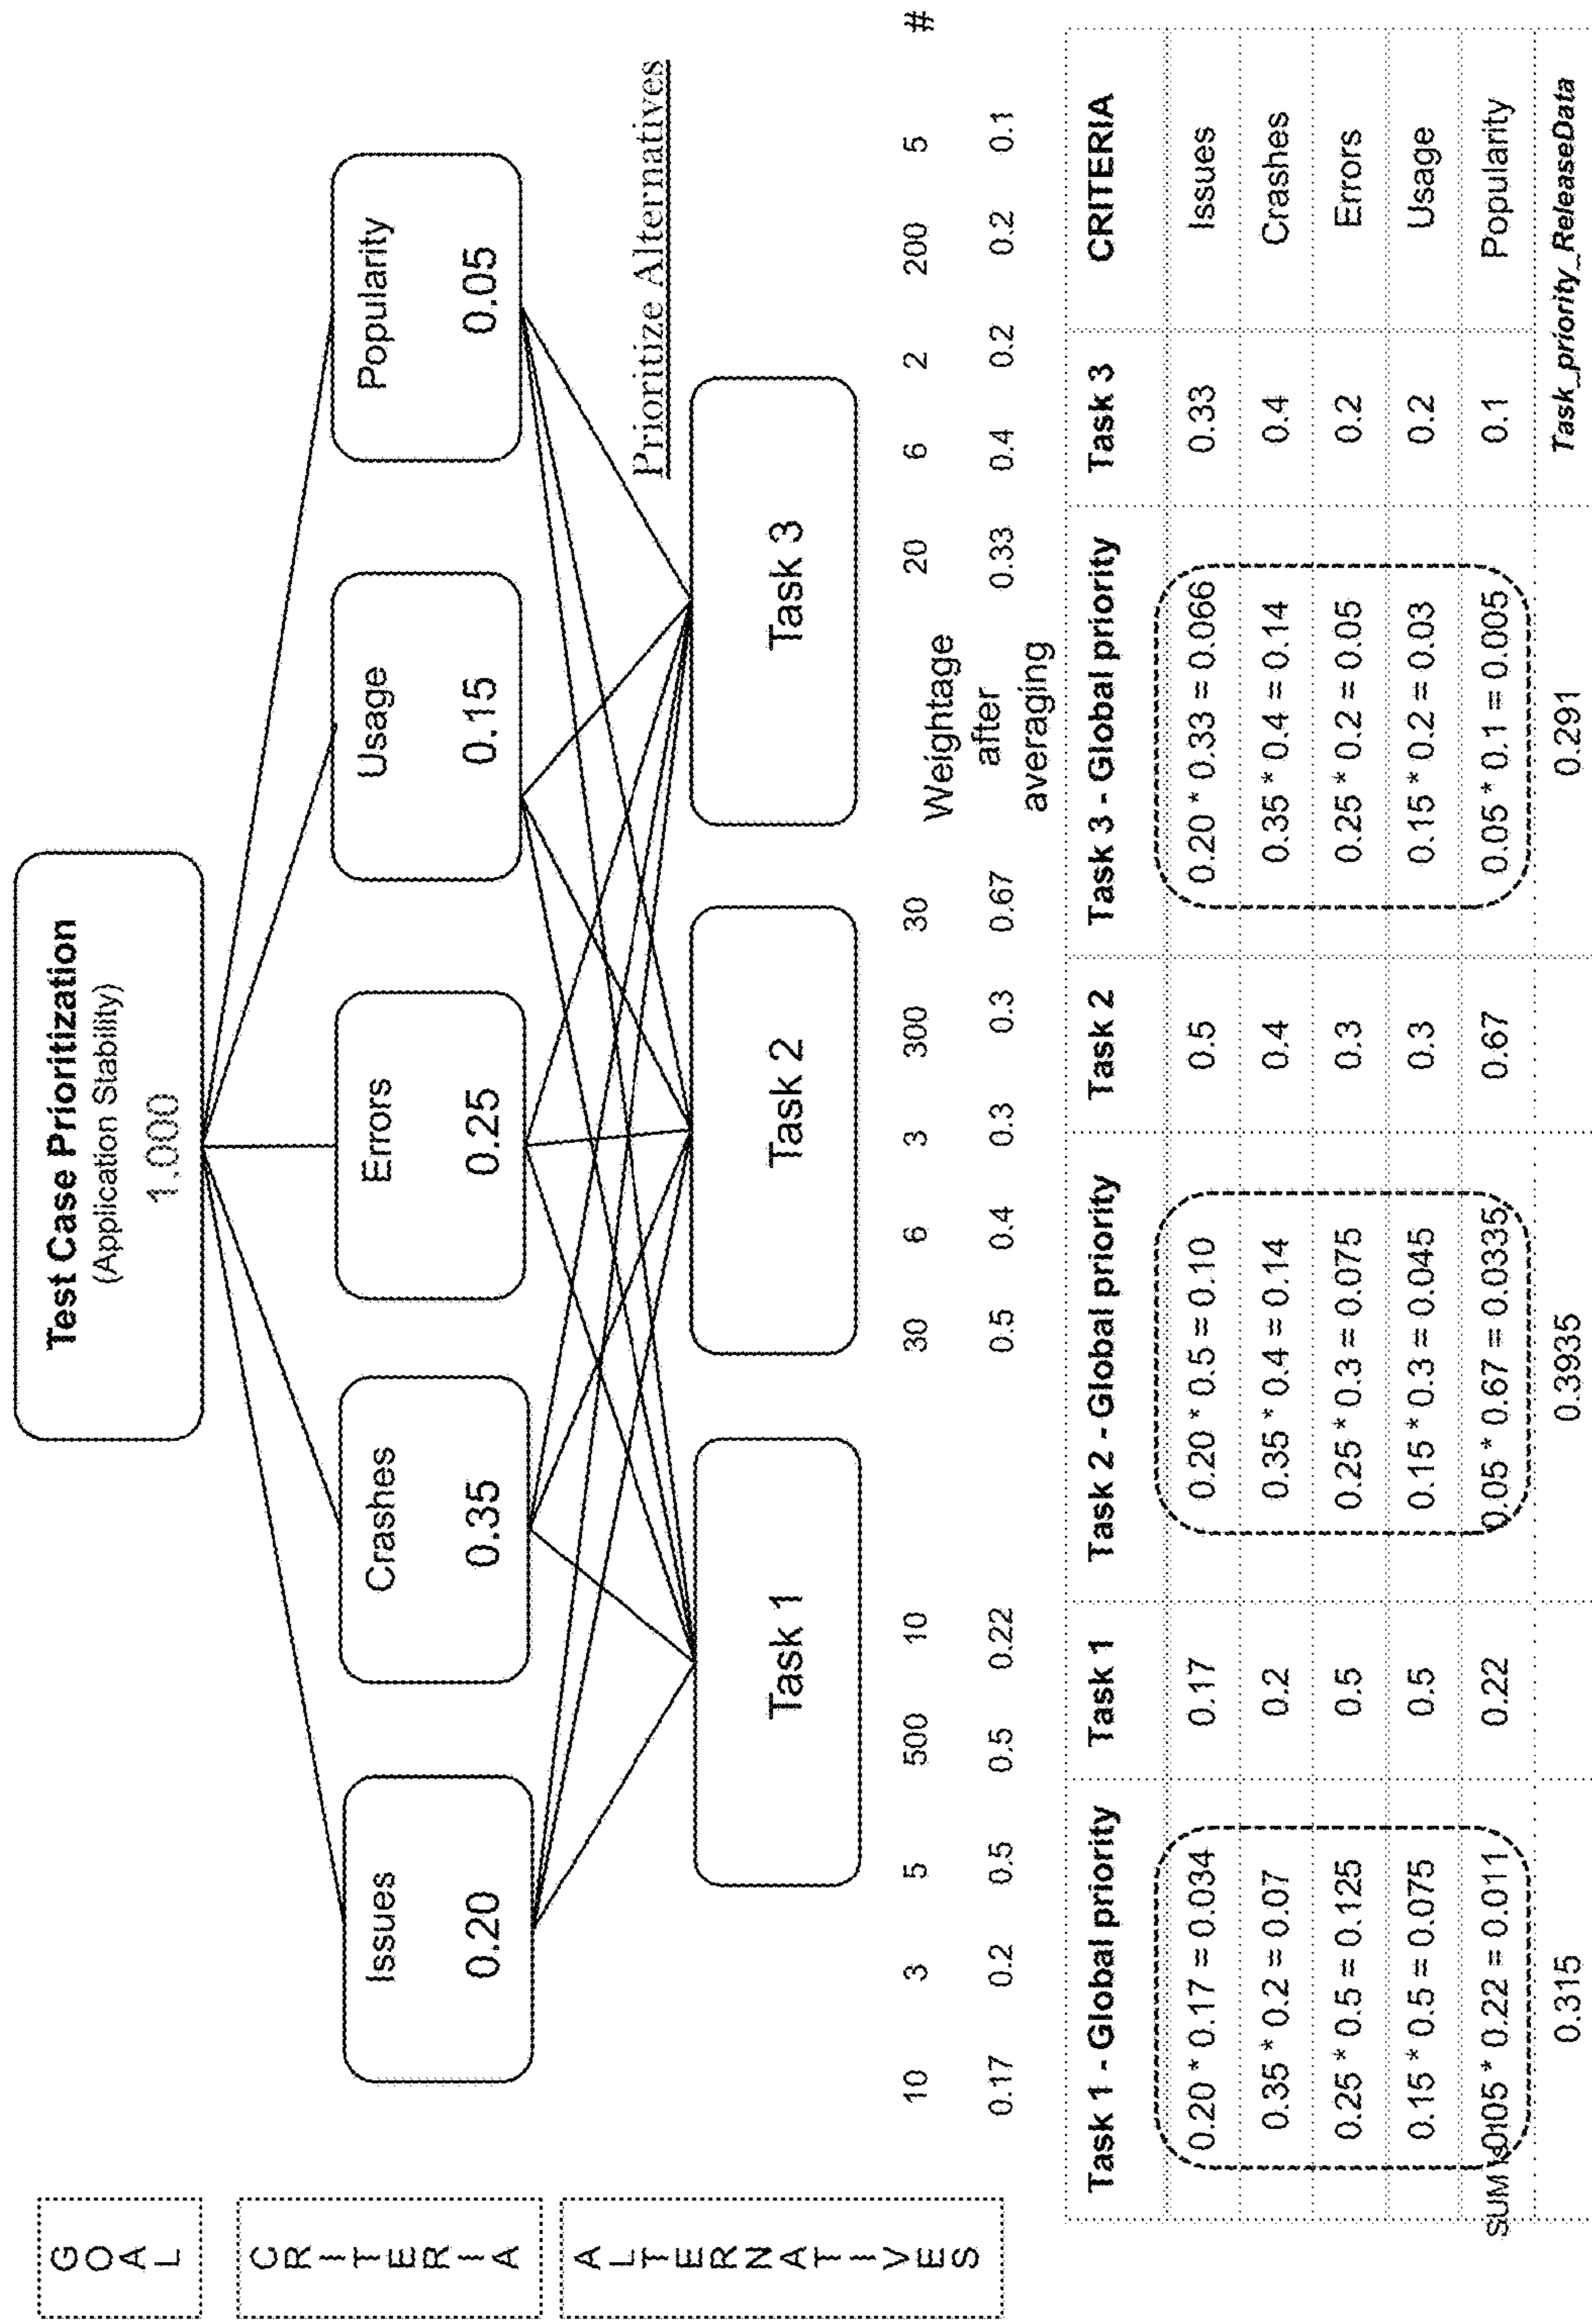 GOAL
Test Case Prioritization
(Application Stability)
1.000
CRITERIA
Issues
0.20
Crashes
0.35
Errors
0.25
Usage
0.15
Popularity
0.05
ALTERNATIVES
Prioritize Alternatives
Task 1
Task 2
Task 3
10 3 5 500 10 30 6 3 300 30 20 6 2 200 5 #
Weightage
after
averaging
0.17 0.2 0.5 0.5 0.22 0.5 0.4 0.3 0.3 0.67 0.33 0.4 0.2 0.2 0.1
Task 1 - Global priority Task 1 Task 2 - Global priority Task 2 Task 3 - Global priority Task 3 CRITERIA
0.20 * 0.17 = 0.034 0.17 0.20 * 0.5 = 0.10 0.5 0.20 * 0.33 = 0.066 0.33 Issues
0.35 * 0.2 = 0.07 0.2 0.35 * 0.4 = 0.14 0.4 0.35 * 0.4 = 0.14 0.4 Crashes
0.25 * 0.5 = 0.125 0.5 0.25 * 0.3 = 0.075 0.3 0.25 * 0.2 = 0.05 0.2 Errors
0.15 * 0.5 = 0.075 0.5 0.15 * 0.3 = 0.045 0.3 0.15 * 0.2 = 0.03 0.2 Usage
SUM 0.05 * 0.22 = 0.011 0.22 0.05 * 0.67 = 0.0335 0.67 0.05 * 0.1 = 0.005 0.1 Popularity
0.315 0.3935 0.291 Task_priority_ReleaseData